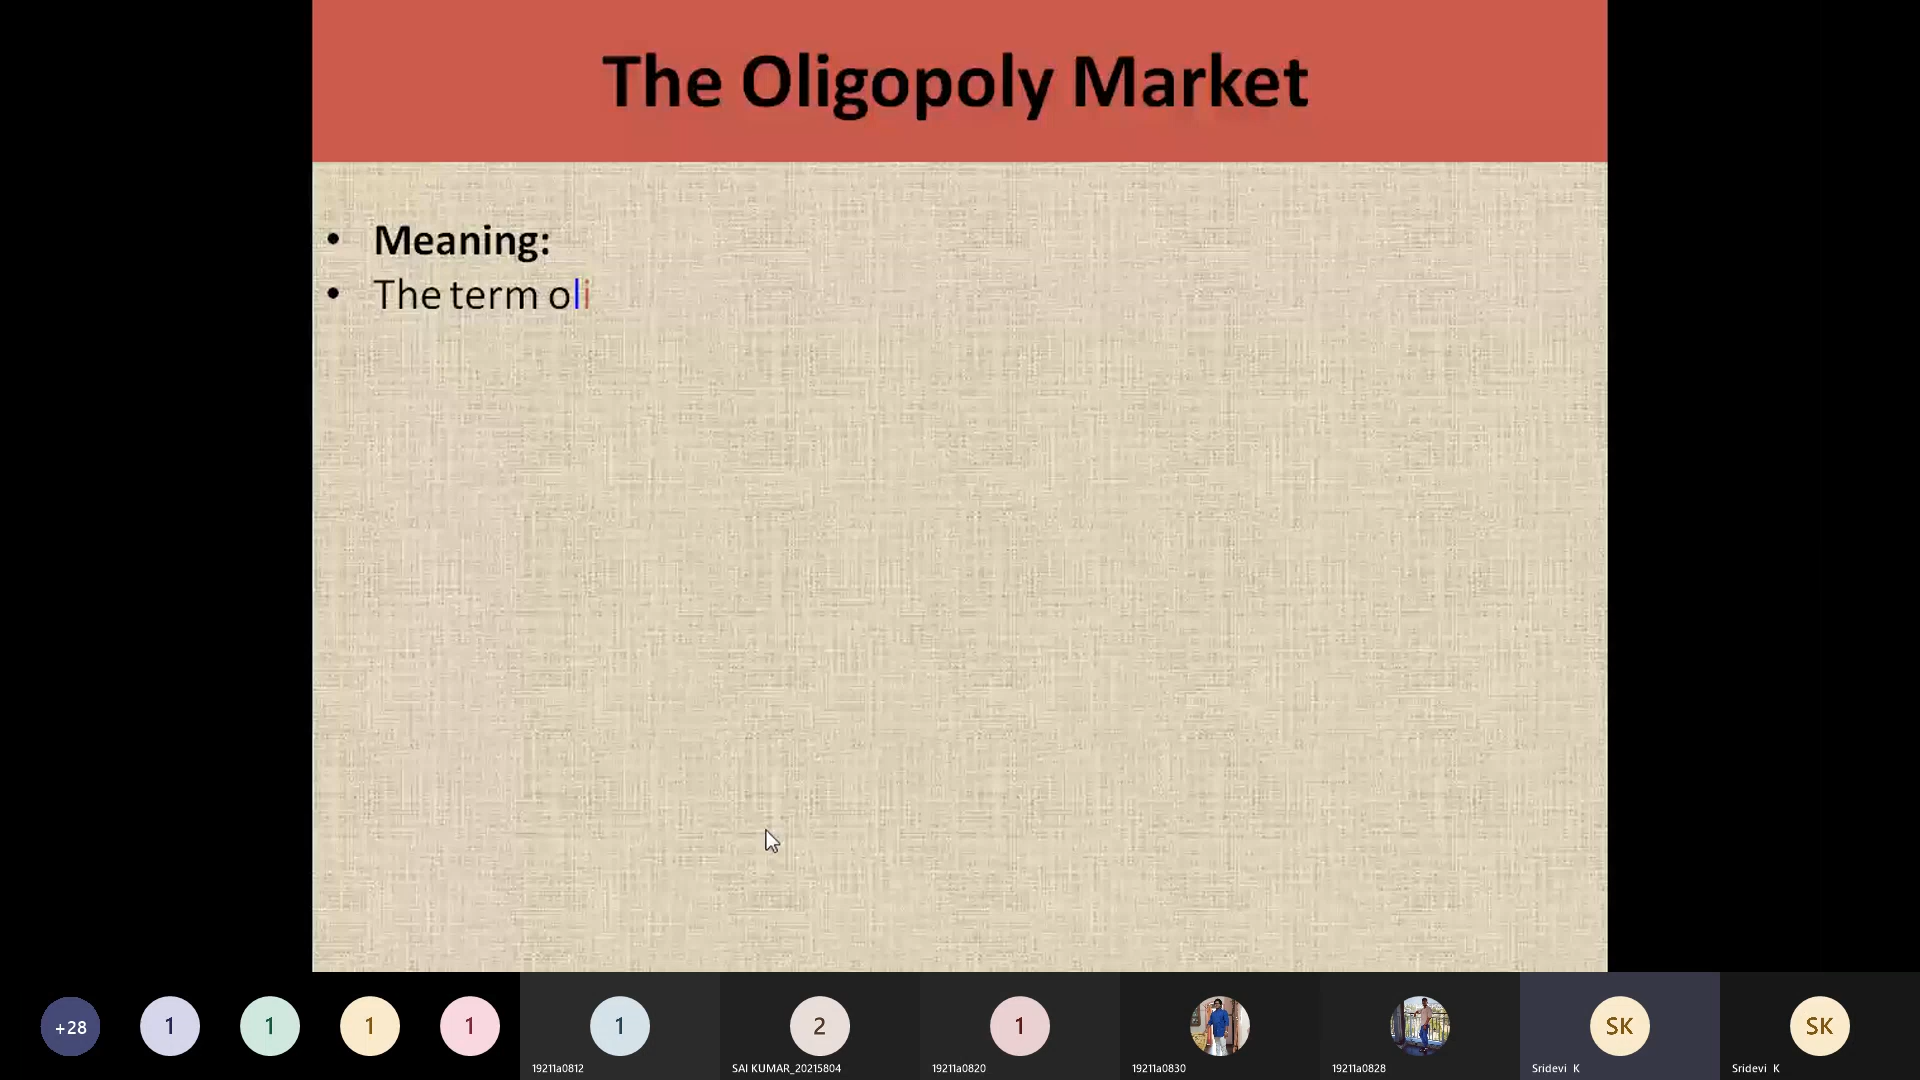 The Oligopoly Market
• Meaning:
• The term oli
+28 1 1 1 1 1 2 1 SK SK
19211a0812 SAI KUMAR_20215804 19211a0820 19211a0830 19211a0828 Sridevi K Sridevi K